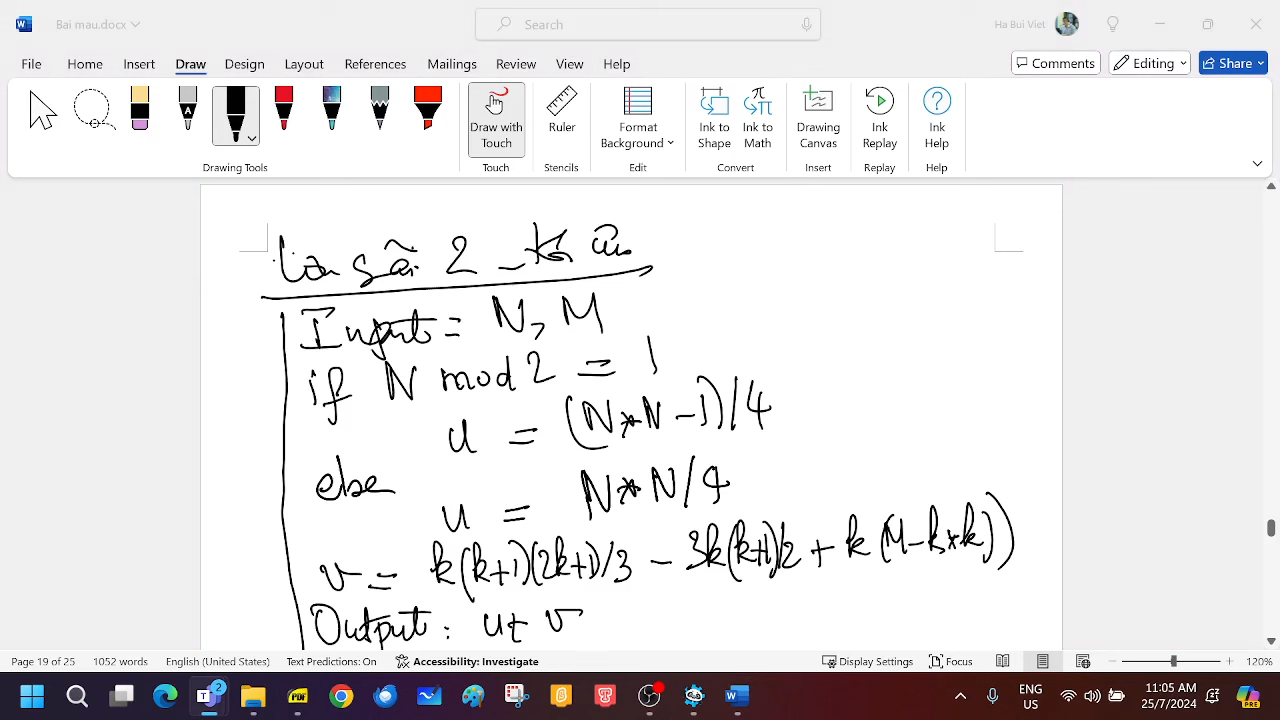 Bai mau.docx
Search
Ha Bui Viet
File Home Insert Draw Design Layout References Mailings Review View Help
Comments Editing Share
Draw with Touch
Ruler
Format Background
Ink to Shape
Ink to Math
Drawing Canvas
Ink Replay
Ink Help
Drawing Tools
Touch
Stencils
Edit
Convert
Insert
Replay
Help
2 _
Input = N, M
if N mod 2 = 1
u = (N*N - 1)/4
else
u = N*N/4
v = k(k+1)(2k+1)/3 - 3k(k+1)/2 + k(M-k*k))
Output: u+v
Page 19 of 25 1052 words English (United States) Text Predictions: On Accessibility: Investigate Display Settings Focus 120%
ENG US
11:05 AM
25/7/2024